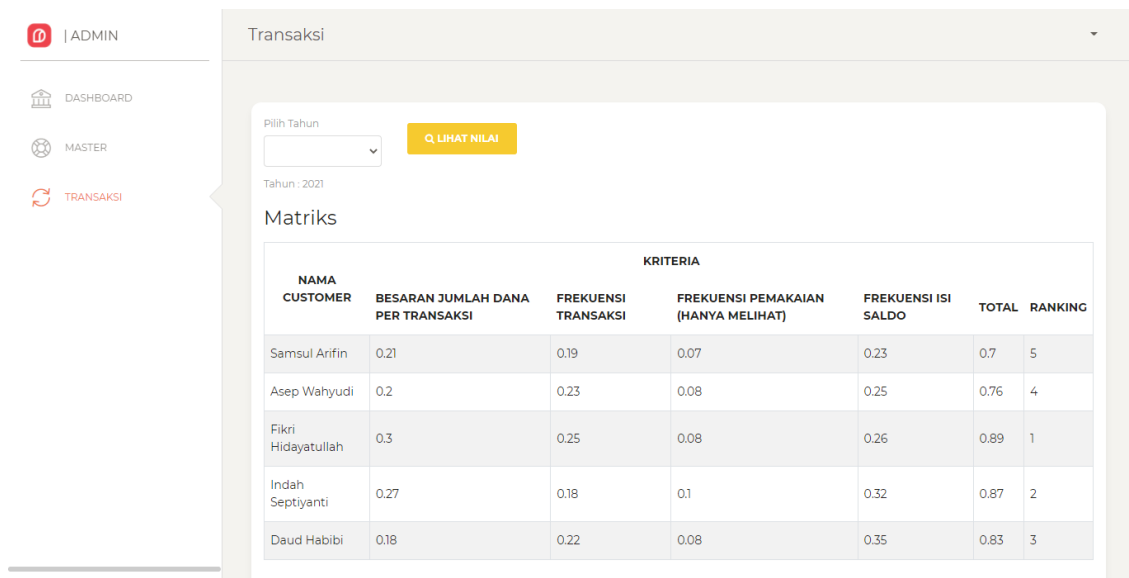 | ADMIN
Transaksi
DASHBOARD
MASTER
TRANSAKSI
Pilih Tahun
LIHAT NILAI
Tahun : 2021
Matriks
NAMA CUSTOMER
KRITERIA
BESARAN JUMLAH DANA PER TRANSAKSI
FREKUENSI TRANSAKSI
FREKUENSI PEMAKAIAN (HANYA MELIHAT)
FREKUENSI ISI SALDO
TOTAL
RANKING
Samsul Arifin 0.21 0.19 0.07 0.23 0.7 5
Asep Wahyudi 0.2 0.23 0.08 0.25 0.76 4
Fikri Hidayatullah 0.3 0.25 0.08 0.26 0.89 1
Indah Septiyanti 0.27 0.18 0.1 0.32 0.87 2
Daud Habibi 0.18 0.22 0.08 0.35 0.83 3